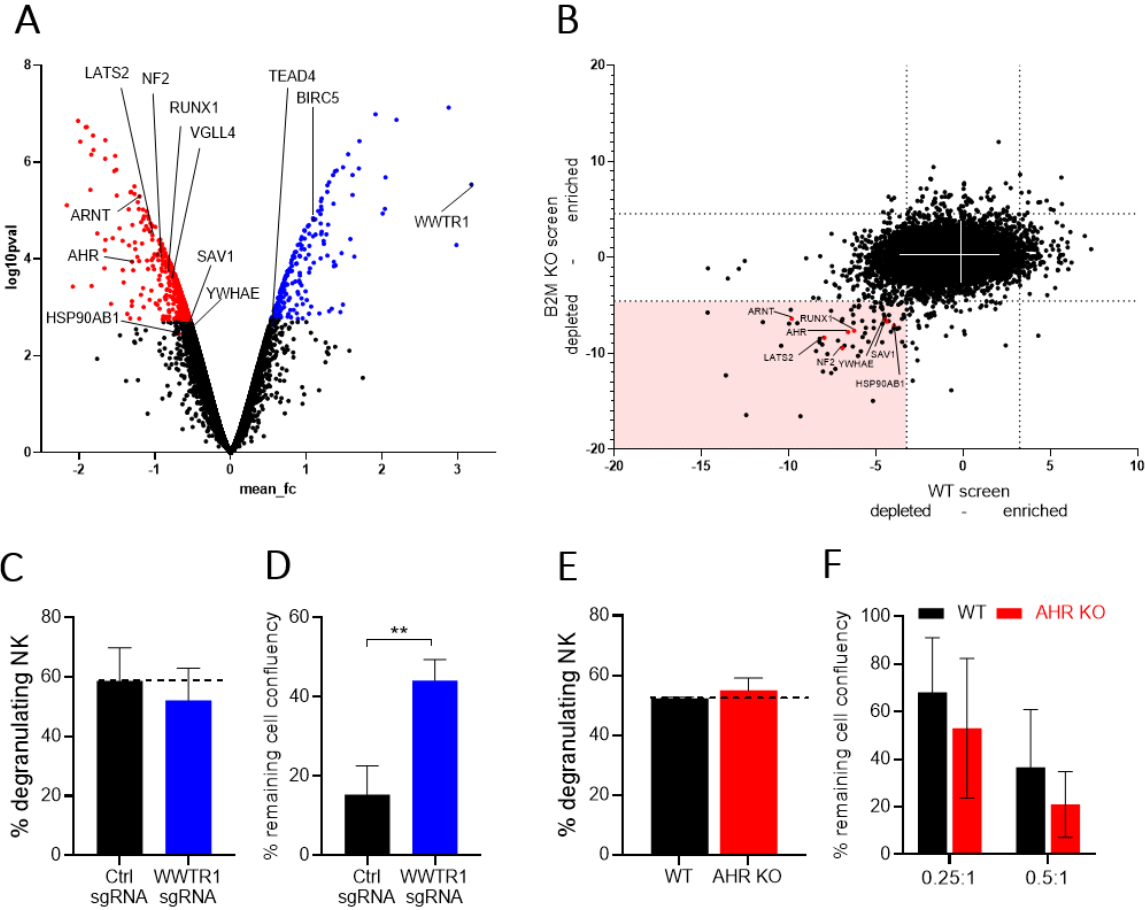 A
8
6
4
2
0
log10pval
-2
-1
0
1
2
3
mean_fc
LATS2
NF2
RUNX1
VGLL4
TEAD4
BIRC5
WWTR1
ARNT
AHR
SAV1
YWHAE
HSP90AB1
B
20
10
0
-10
-20
B2M KO screen
depleted - enriched
-20
-15
-10
-5
0
5
10
WT screen
depleted - enriched
ARNT
RUNX1
AHR
LATS2
NF2
YWHAE
SAV1
HSP90AB1
C
% degranulating NK
80
60
40
20
0
Ctrl
sgRNA
WWTR1
sgRNA
D
% remaining cell confluency
60
40
20
0
**
Ctrl
sgRNA
WWTR1
sgRNA
E
% degranulating NK
80
60
40
20
0
WT
AHR KO
F
WT
AHR KO
% remaining cell confluency
100
80
60
40
20
0
0.25:1
0.5:1